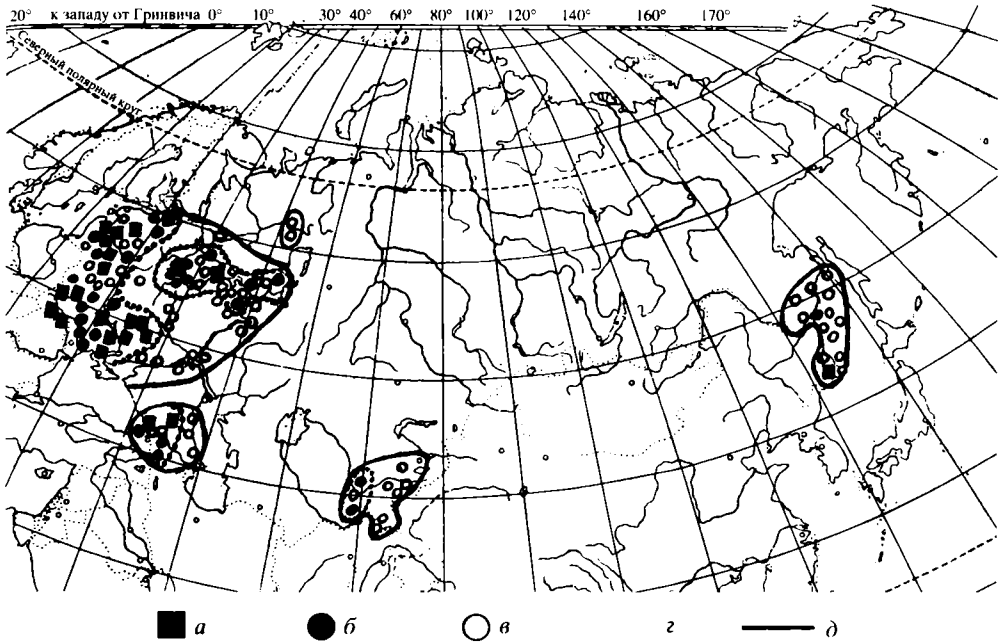 20° к западу от Гринвича 0° 10° 30° 40° 60° 80° 100° 120° 140° 160° 170°
Северный полярный круг
а б в г д